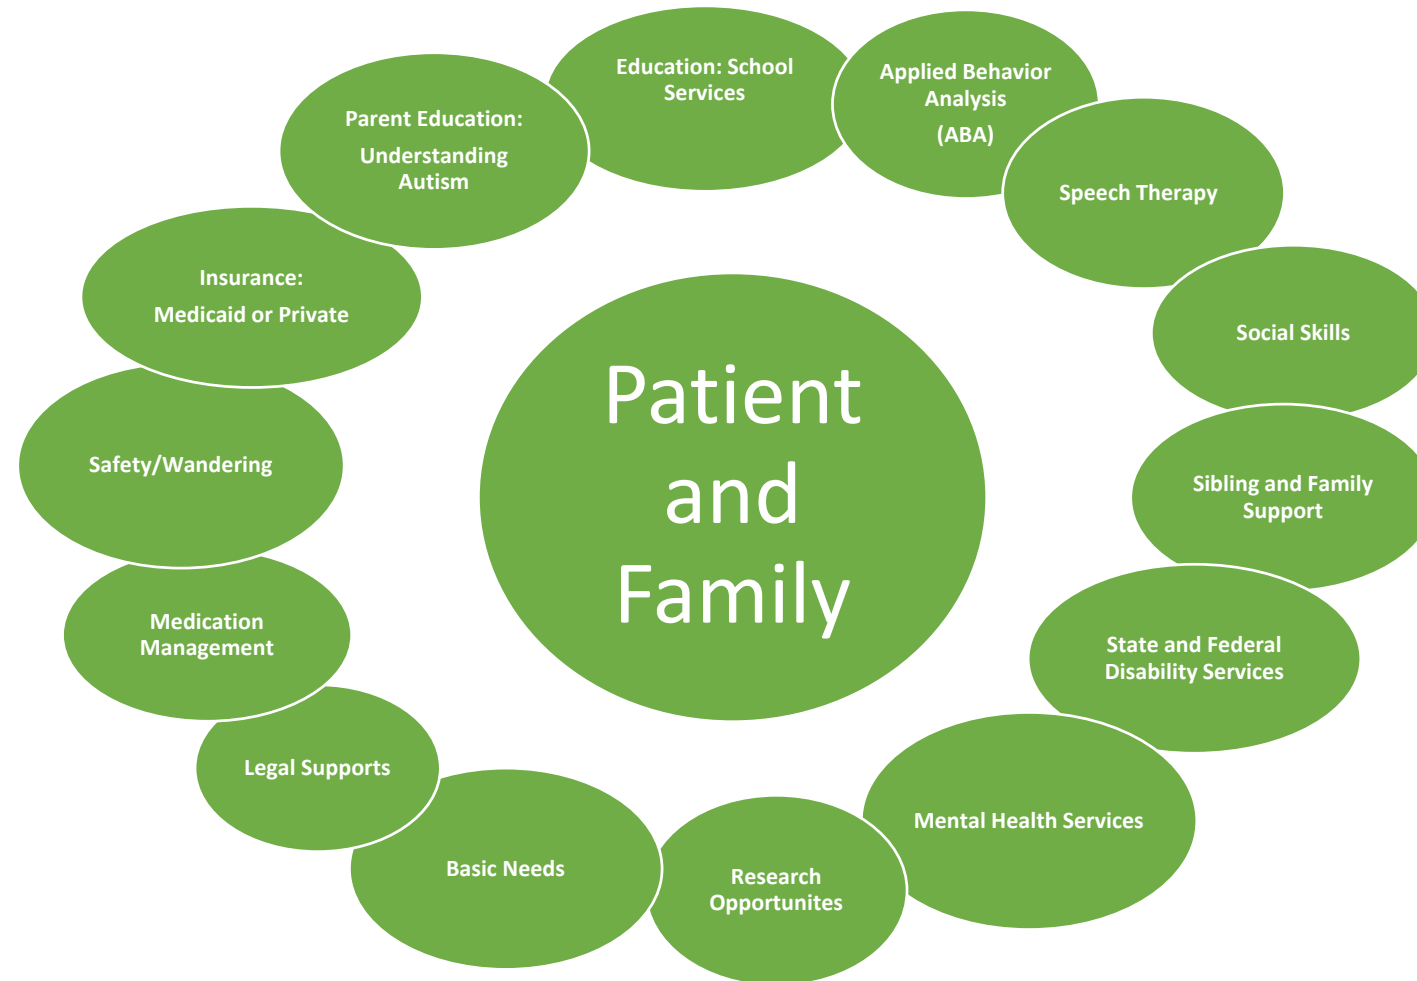 Education: School
Services
Applied Behavior
Analysis
(ABA)
Speech Therapy
Social Skills
Sibling and Family
Support
State and Federal
Disability Services
Mental Health Services
Research
Opportunites
Basic Needs
Legal Supports
Medication
Management
Safety/Wandering
Insurance:
Medicaid or Private
Parent Education:
Understanding
Autism
Patient
and
Family